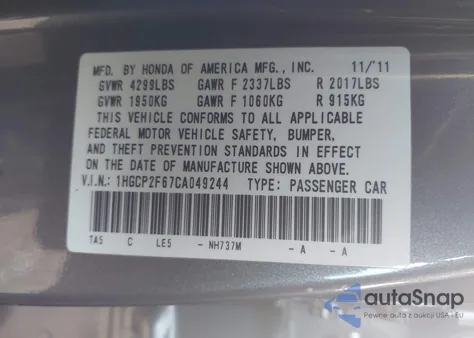 MFD. BY HONDA OF AMERICA MFG., INC. 11/'11
GVWR 4299LBS GAWR F 2337LBS R 2017LBS
GVWR 1950KG GAWR F 1060KG R 915KG
THIS VEHICLE CONFORMS TO ALL APPLICABLE
FEDERAL MOTOR VEHICLE SAFETY, BUMPER,
AND THEFT PREVENTION STANDARDS IN EFFECT
ON THE DATE OF MANUFACTURE SHOWN ABOVE.
V.I.N.: 1HGCP2F67CA049244 TYPE: PASSENGER CAR
TA5 C LE5 - NH737M - A - A
autoSnap
Pewne auta z aukcji USA i EU